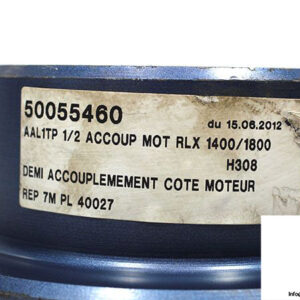 50055460 du 15.06.2012
AAL1TP 1/2 ACCOUP MOT RLX 1400/1800
H308
DEMI ACCOUPLEMEMENT COTE MOTEUR
REP 7M PL 40027